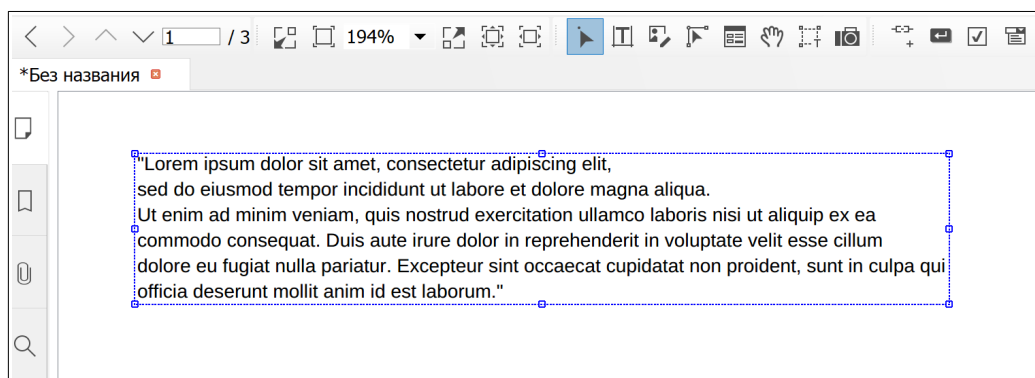 1 / 3 194%
*Без названия
"Lorem ipsum dolor sit amet, consectetur adipiscing elit,
sed do eiusmod tempor incididunt ut labore et dolore magna aliqua.
Ut enim ad minim veniam, quis nostrud exercitation ullamco laboris nisi ut aliquip ex ea
commodo consequat. Duis aute irure dolor in reprehenderit in voluptate velit esse cillum
dolore eu fugiat nulla pariatur. Excepteur sint occaecat cupidatat non proident, sunt in culpa qui
officia deserunt mollit anim id est laborum."